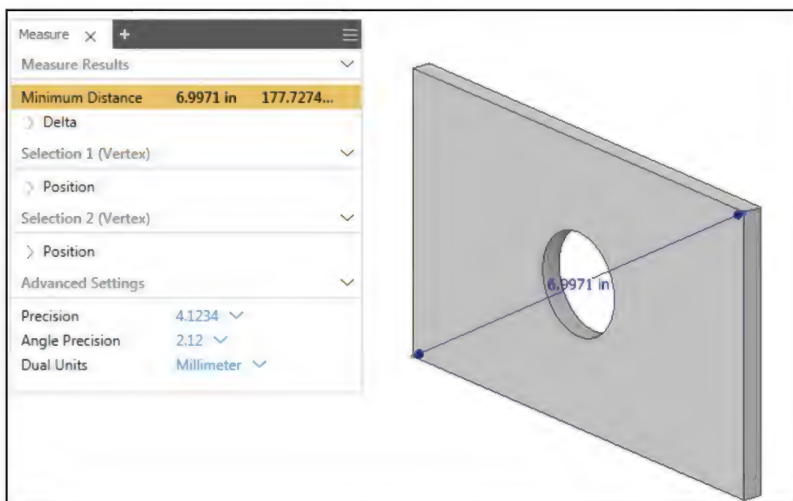 Measure × +
Measure Results
Minimum Distance 6.9971 in 177.7274...
Delta
Selection 1 (Vertex)
Position
Selection 2 (Vertex)
Position
Advanced Settings
Precision 4.1234
Angle Precision 2.12
Dual Units Millimeter
6.9971 in